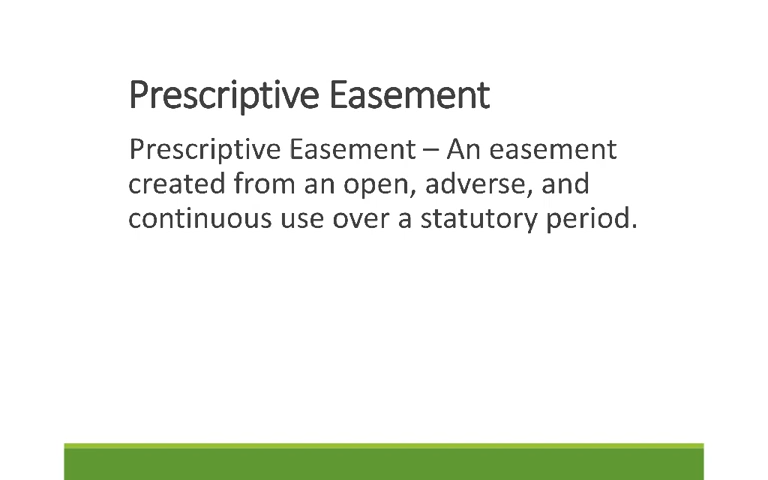 Prescriptive Easement
Prescriptive Easement – An easement
created from an open, adverse, and
continuous use over a statutory period.